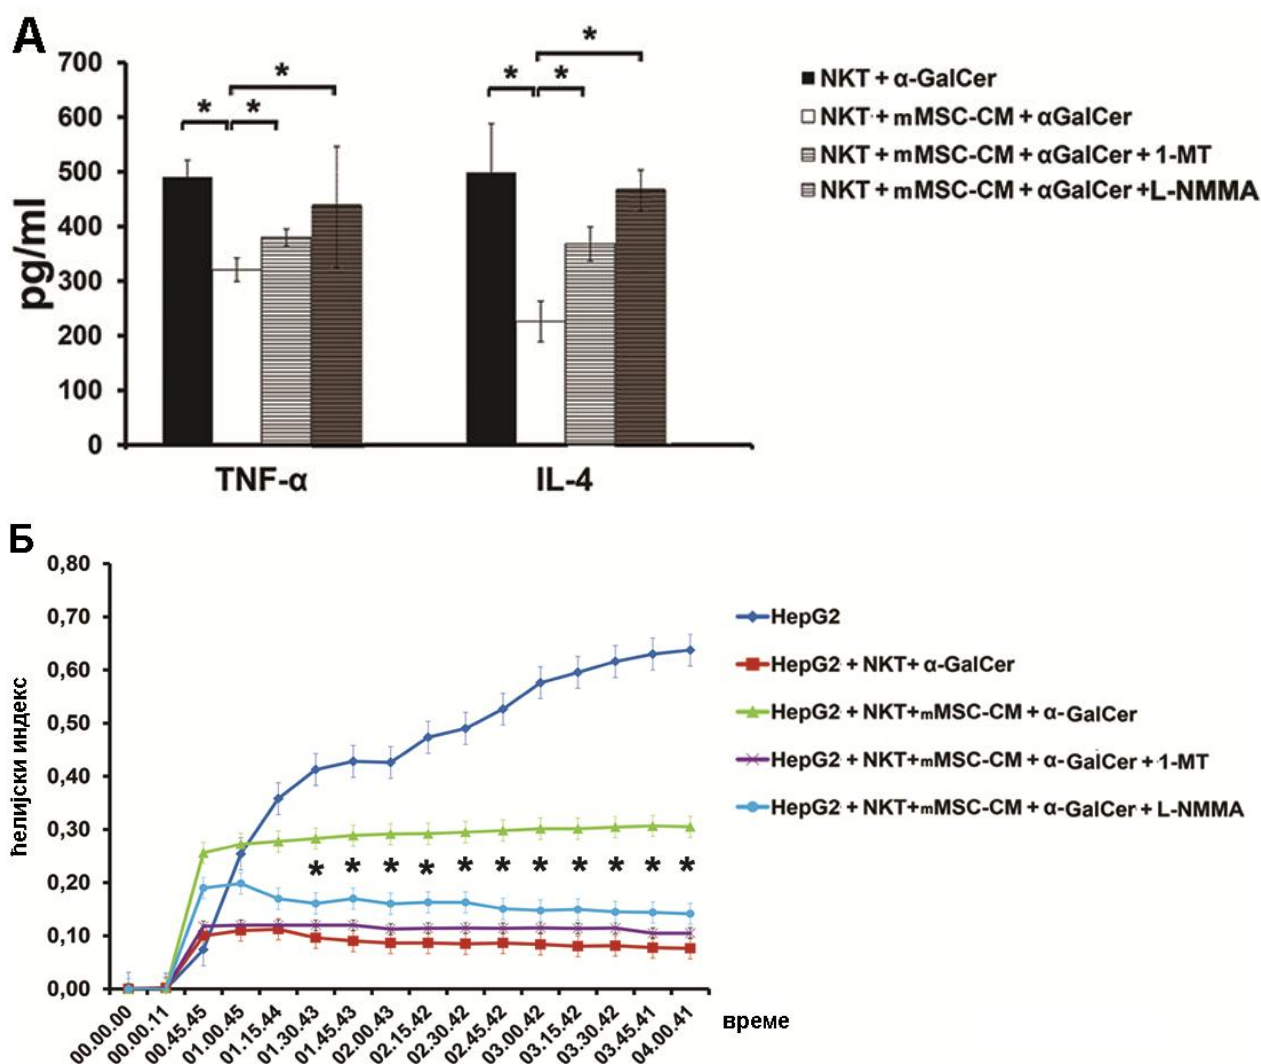 А
700
600
500
400
300
200
100
0
pg/ml
*
*
*
*
*
*
TNF-α
IL-4
NKT + α-GalCer
NKT + mMSC-CM + αGalCer
NKT + mMSC-CM + αGalCer + 1-MT
NKT + mMSC-CM + αGalCer +L-NMMA
Б
0,80
0,70
0,60
0,50
0,40
0,30
0,20
0,10
0,00
ћелијски индекс
* * * * * * * * * * *
00.00.00
00.00.11
00.45.45
01.00.45
01.15.44
01.30.43
01.45.43
02.00.43
02.15.42
02.30.42
02.45.42
03.00.42
03.15.42
03.30.42
03.45.41
04.00.41
време
HepG2
HepG2 + NKT+ α-GalCer
HepG2 + NKT+mMSC-CM + α-GalCer
HepG2 + NKT+mMSC-CM + α-GalCer + 1-MT
HepG2 + NKT+mMSC-CM + α-GalCer + L-NMMA